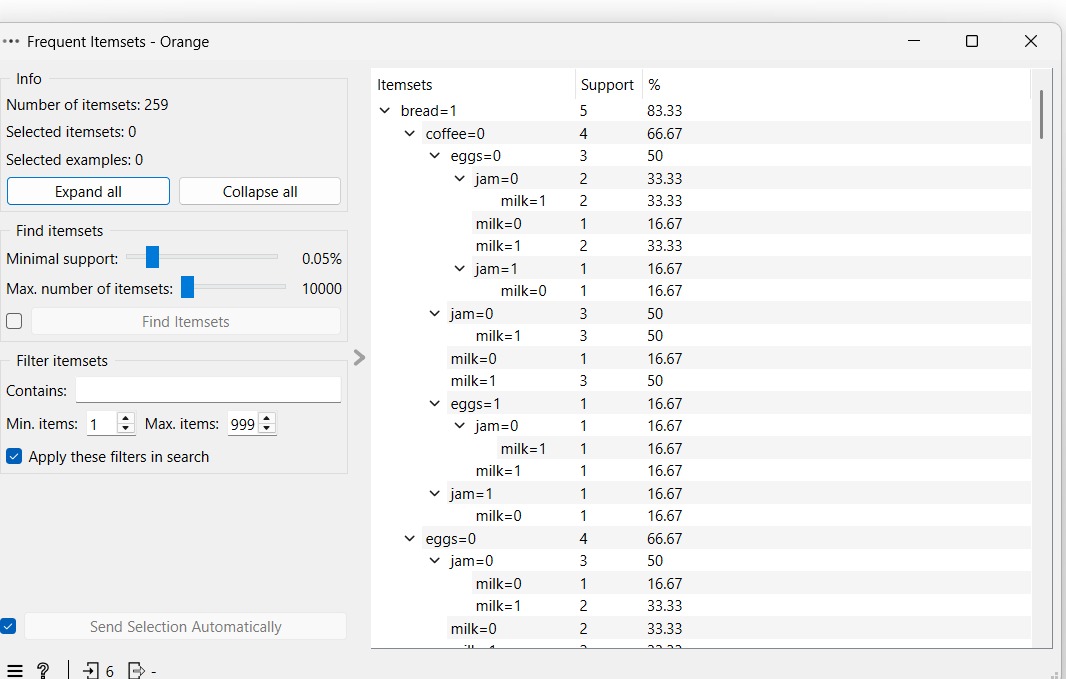 Frequent Itemsets - Orange
Info
Number of itemsets: 259
Selected itemsets: 0
Selected examples: 0
Expand all Collapse all
Find itemsets
Minimal support: 0.05%
Max. number of itemsets: 10000
Find Itemsets
Filter itemsets
Contains:
Min. items: 1 Max. items: 999
Apply these filters in search
Send Selection Automatically
6 -
Itemsets Support %
bread=1 5 83.33
coffee=0 4 66.67
eggs=0 3 50
jam=0 2 33.33
milk=1 2 33.33
milk=0 1 16.67
milk=1 2 33.33
jam=1 1 16.67
milk=0 1 16.67
jam=0 3 50
milk=1 3 50
milk=0 1 16.67
milk=1 3 50
eggs=1 1 16.67
jam=0 1 16.67
milk=1 1 16.67
milk=1 1 16.67
jam=1 1 16.67
milk=0 1 16.67
eggs=0 4 66.67
jam=0 3 50
milk=0 1 16.67
milk=1 2 33.33
milk=0 2 33.33